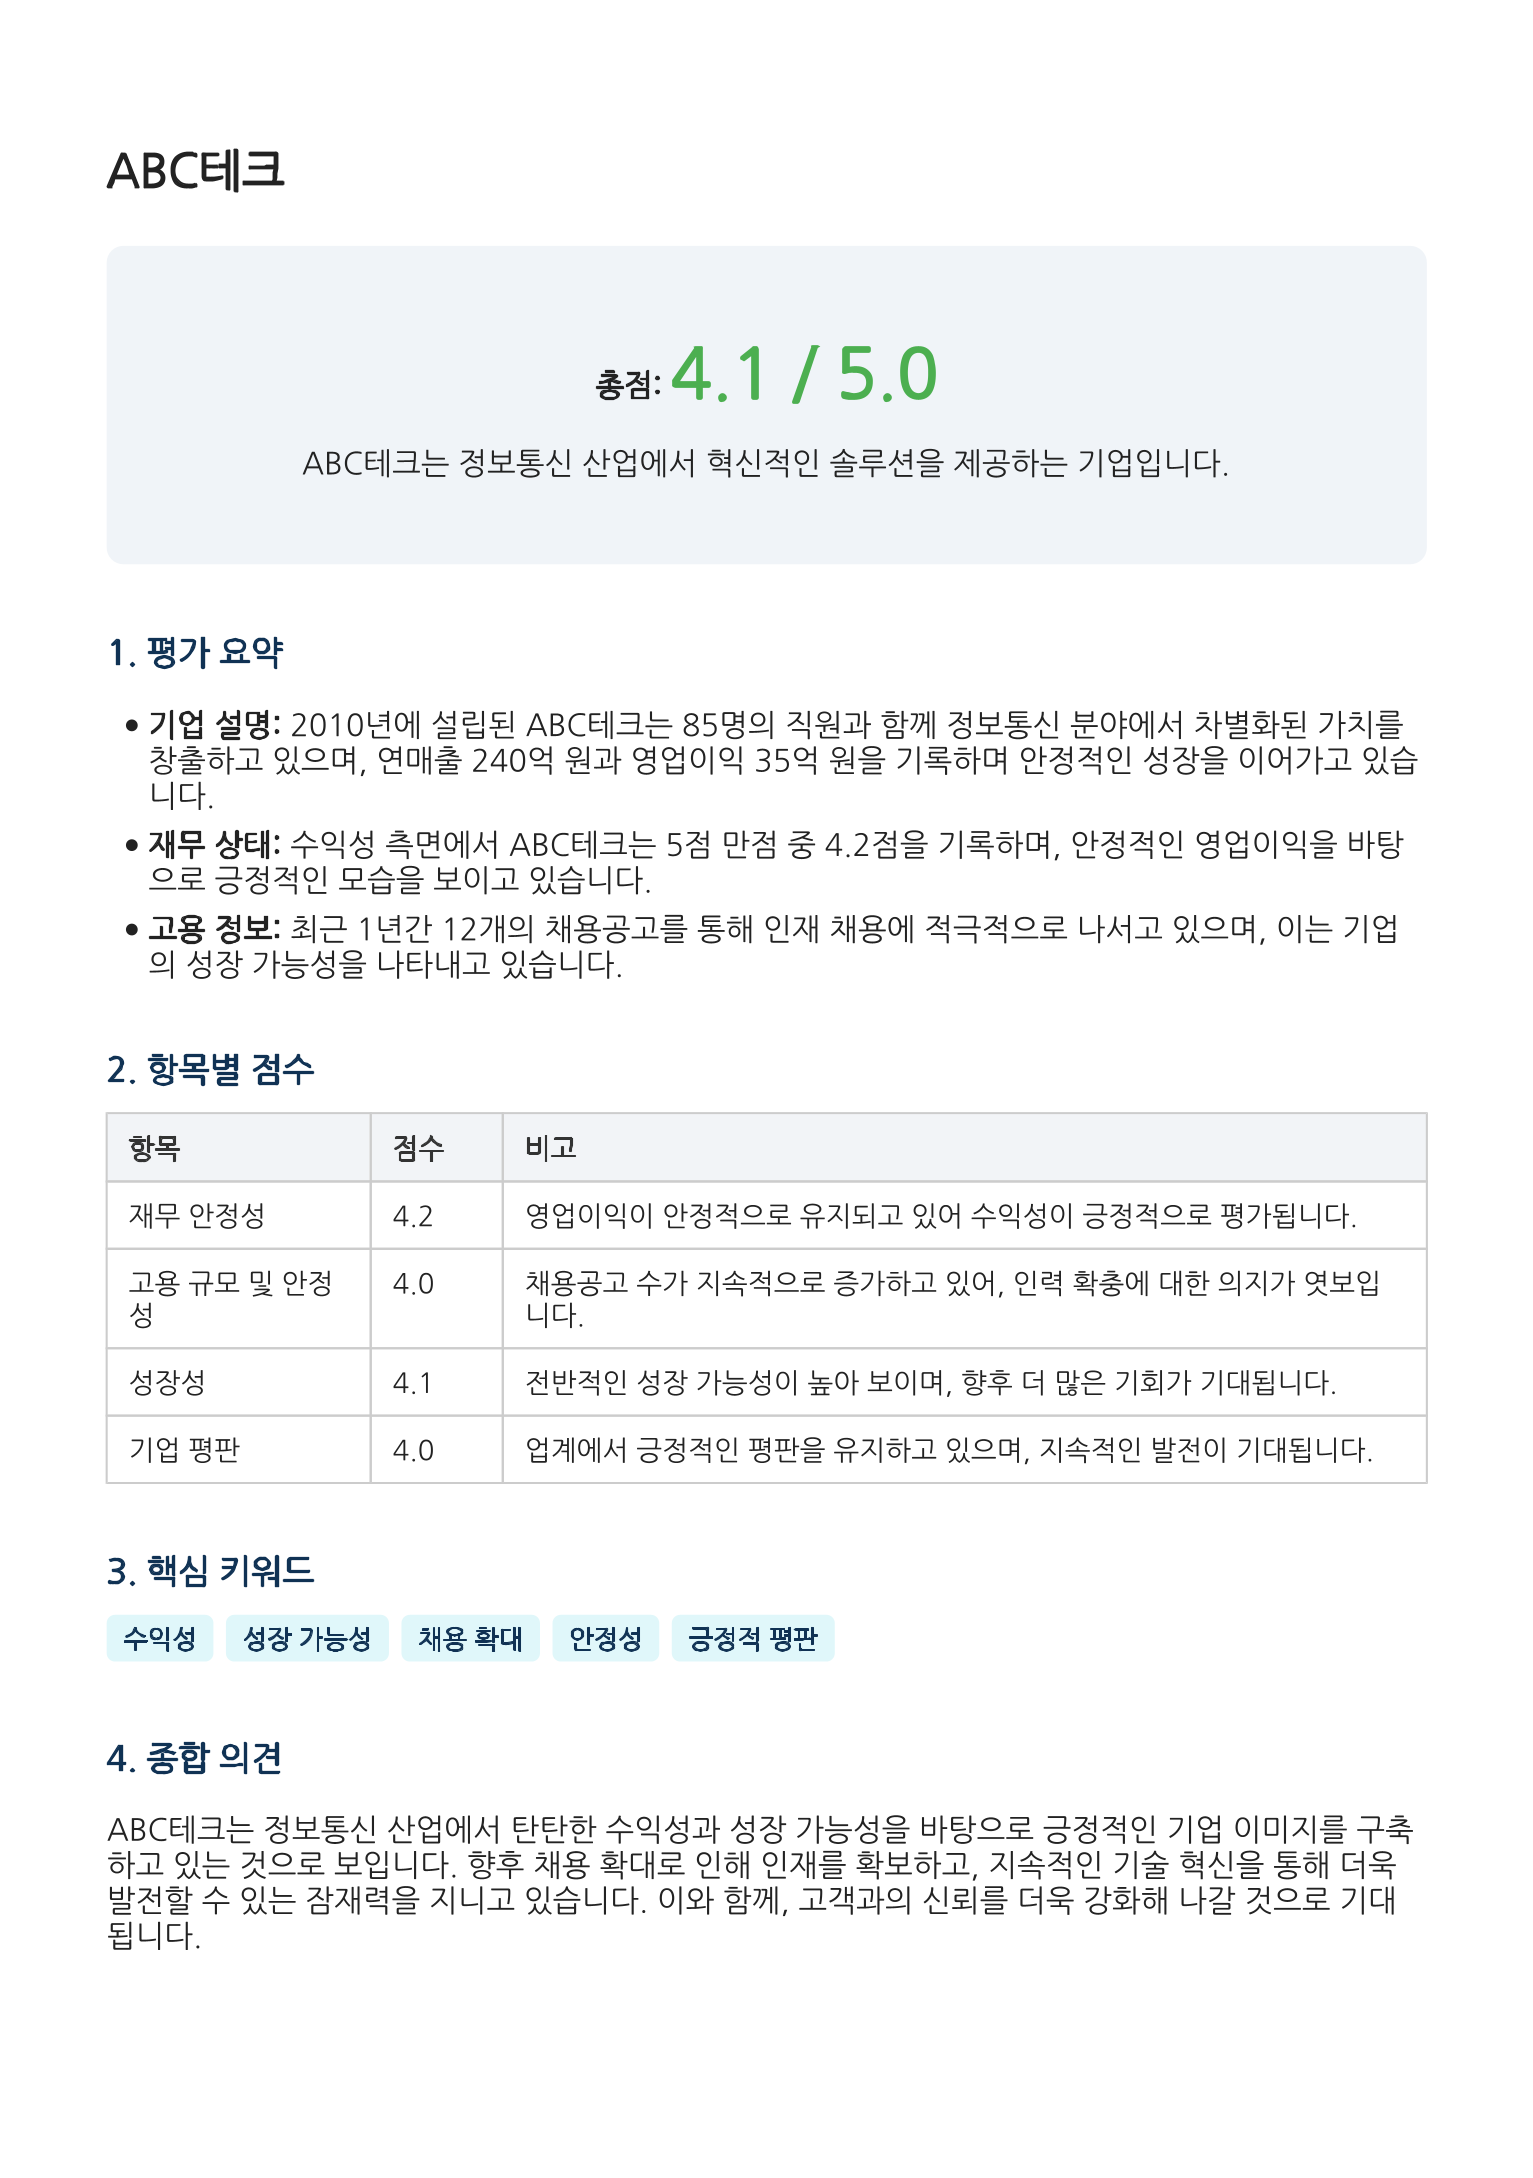 ABC테크
총점: 4.1 / 5.0
ABC테크는 정보통신 산업에서 혁신적인 솔루션을 제공하는 기업입니다.
1. 평가 요약
• 기업 설명: 2010년에 설립된 ABC테크는 85명의 직원과 함께 정보통신 분야에서 차별화된 가치를
창출하고 있으며, 연매출 240억 원과 영업이익 35억 원을 기록하며 안정적인 성장을 이어가고 있습
니다.
• 재무 상태: 수익성 측면에서 ABC테크는 5점 만점 중 4.2점을 기록하며, 안정적인 영업이익을 바탕
으로 긍정적인 모습을 보이고 있습니다.
• 고용 정보: 최근 1년간 12개의 채용공고를 통해 인재 채용에 적극적으로 나서고 있으며, 이는 기업
의 성장 가능성을 나타내고 있습니다.
2. 항목별 점수
항목 점수 비고
재무 안정성 4.2 영업이익이 안정적으로 유지되고 있어 수익성이 긍정적으로 평가됩니다.
고용 규모 및 안정
성 4.0 채용공고 수가 지속적으로 증가하고 있어, 인력 확충에 대한 의지가 엿보입
니다.
성장성 4.1 전반적인 성장 가능성이 높아 보이며, 향후 더 많은 기회가 기대됩니다.
기업 평판 4.0 업계에서 긍정적인 평판을 유지하고 있으며, 지속적인 발전이 기대됩니다.
3. 핵심 키워드
수익성 성장 가능성 채용 확대 안정성 긍정적 평판
4. 종합 의견
ABC테크는 정보통신 산업에서 탄탄한 수익성과 성장 가능성을 바탕으로 긍정적인 기업 이미지를 구축
하고 있는 것으로 보입니다. 향후 채용 확대로 인해 인재를 확보하고, 지속적인 기술 혁신을 통해 더욱
발전할 수 있는 잠재력을 지니고 있습니다. 이와 함께, 고객과의 신뢰를 더욱 강화해 나갈 것으로 기대
됩니다.